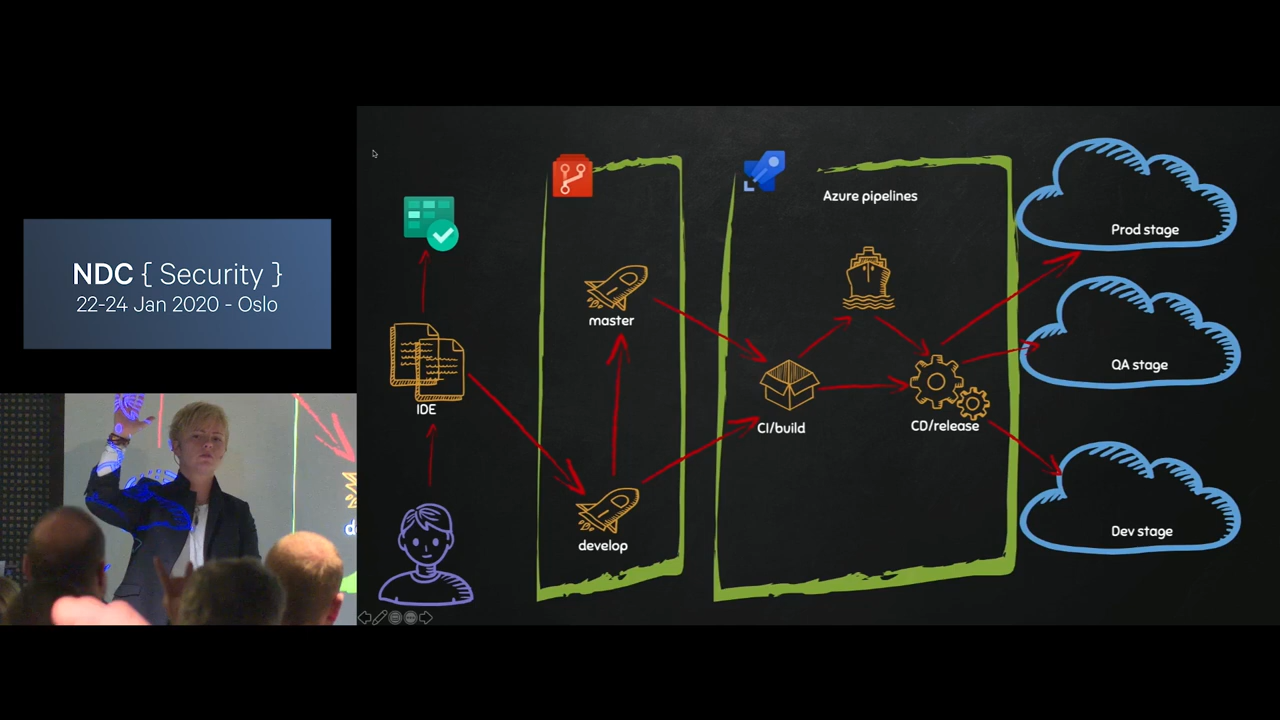 NDC { Security }
22-24 Jan 2020 - Oslo
Azure pipelines
Prod stage
master
QA stage
IDE
CI/build
CD/release
develop
Dev stage